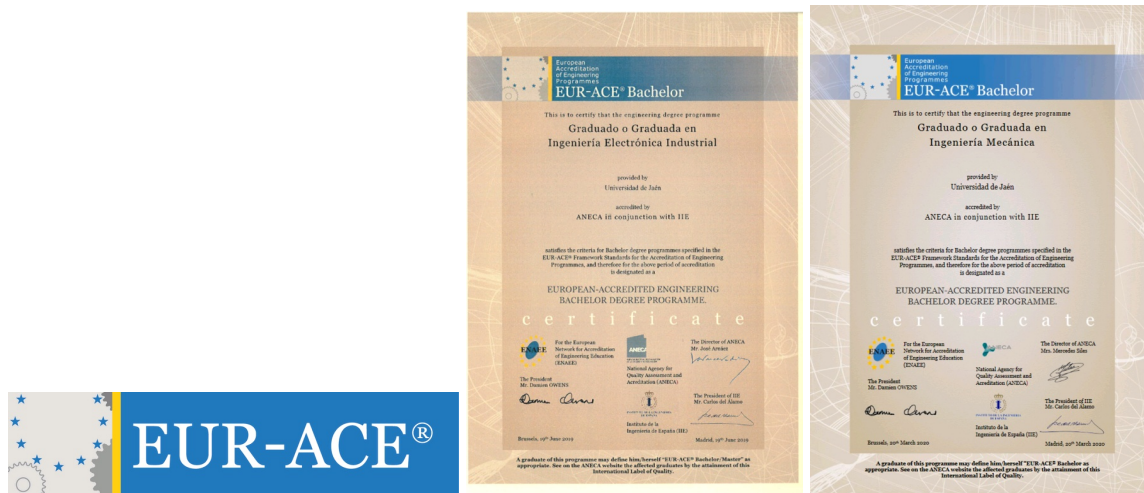 EUR-ACE®
European
Accreditation
of Engineering
Programmes
EUR-ACE® Bachelor
This is to certify that the engineering degree programme
Graduado o Graduada en
Ingeniería Electrónica Industrial
provided by
Universidad de Jaén
accredited by
ANECA in conjunction with IIE
satisfies the criteria for Bachelor degree programmes specified in the
EUR-ACE® Framework Standards for the Accreditation of Engineering
Programmes, and therefore for the above period of accreditation
is designated as a
EUROPEAN-ACCREDITED ENGINEERING
BACHELOR DEGREE PROGRAMME.
certificate
ENAEE
For the European
Network for Accreditation
of Engineering Education
(ENAEE)
The President
Mr. Damien OWENS
ANECA
National Agency for
Quality Assessment and
Acreditation (ANECA)
Instituto de la
Ingeniería de España (IIE)
The Director of ANECA
Mr. José Arnáez
The President of IIE
Mr. Carlos del Álamo
Brussels, 19th June 2019
Madrid, 19th June 2019
A graduate of this programme may define him/herself "EUR-ACE® Bachelor/Master" as
appropriate. See on the ANECA website the affected graduates by the attainment of this
International Label of Quality.
European
Accreditation
of Engineering
Programmes
EUR-ACE® Bachelor
This is to certify that the engineering degree programme
Graduado o Graduada en
Ingeniería Mecánica
provided by
Universidad de Jaén
accredited by
ANECA in conjunction with IIE
satisfies the criteria for Bachelor degree programmes specified in the
EUR-ACE® Framework Standards for the Accreditation of Engineering
Programmes, and therefore for the above period of accreditation
is designated as a
EUROPEAN-ACCREDITED ENGINEERING
BACHELOR DEGREE PROGRAMME.
certificate
ENAEE
For the European
Network for Accreditation
of Engineering Education
(ENAEE)
The President
Mr. Damien OWENS
ANECA
National Agency for
Quality Assessment and
Acreditation (ANECA)
Instituto de la
Ingeniería de España (IIE)
The Director of ANECA
Mrs. Mercedes Siles
The President of IIE
Mr. Carlos del Álamo
Brussels, 20th March 2020
Madrid, 20th March 2020
A graduate of this programme may define him/herself "EUR-ACE® Bachelor as
appropriate. See on the ANECA website the affected graduates by the attainment of this
International Label of Quality.